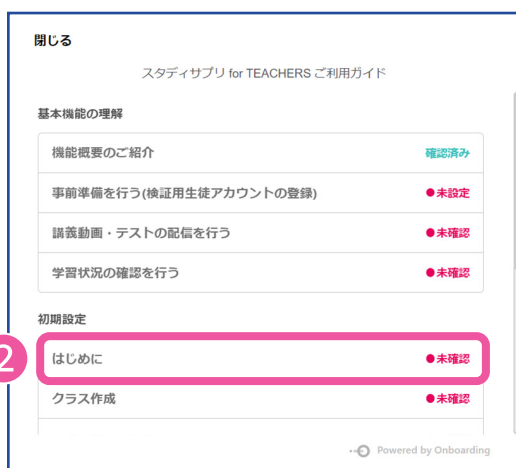 閉じる
スタディサプリ for TEACHERS ご利用ガイド
基本機能の理解
機能概要のご紹介 確認済み
事前準備を行う(検証用生徒アカウントの登録) ●未設定
講義動画・テストの配信を行う ●未確認
学習状況の確認を行う ●未確認
初期設定
2 はじめに ●未確認
クラス作成 ●未確認
Powered by Onboarding